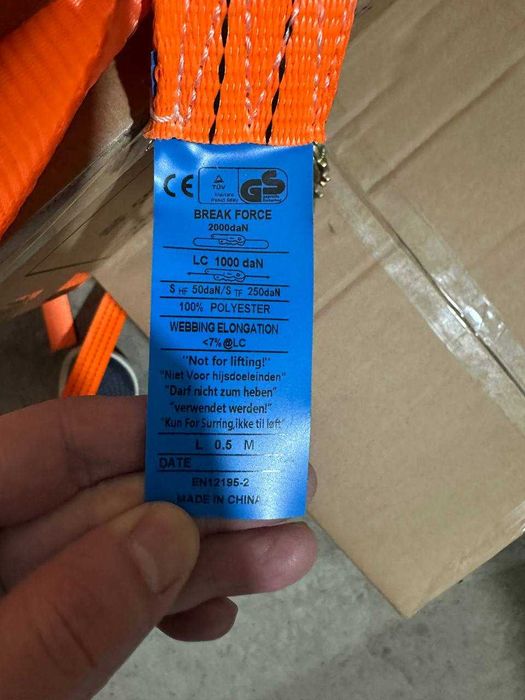 CE TÜV GS
BREAK FORCE
2000daN
LC 1000 daN
S HF 50daN/S TF 250daN
100% POLYESTER
WEBBING ELONGATION
<7%@LC
"Not for lifting!"
"Niet Voor hijsdoeleinden"
"Darf nicht zum heben"
"verwendet werden!"
"Kun For Surring,ikke til løft"
L 0.5 M
DATE
EN12195-2
MADE IN CHINA